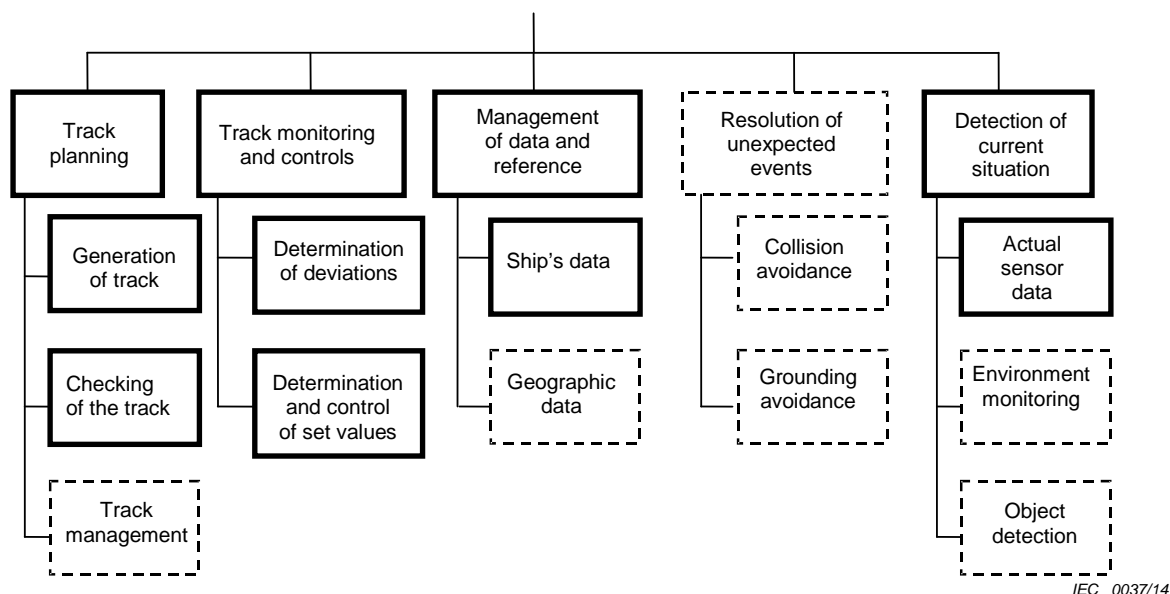 Track
planning
Track monitoring
and controls
Management
of data and
reference
Resolution of
unexpected
events
Detection of
current
situation
Generation
of track
Determination
of deviations
Ship's data
Collision
avoidance
Actual
sensor
data
Checking
of the track
Determination
and control
of set values
Geographic
data
Grounding
avoidance
Environment
monitoring
Track
management
Object
detection
IEC 0037/14